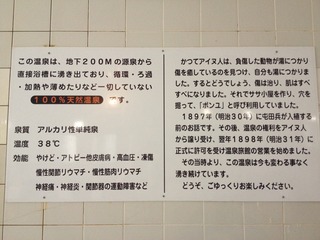 この温泉は、地下200Mの源泉から
直接浴槽に湧き出ており、循環・ろ過
・加熱や薄めたりなど一切していない
100%天然温泉です。
泉質 アルカリ性単純泉
温度 38℃
効能 やけど・アトピー他皮膚病・高血圧・凍傷
慢性関節リウマチ・慢性筋肉リウマチ
神経痛・神経炎・関節器の運動障害など
かつてアイヌ人は、負傷した動物が湯につかり
傷を癒しているのを見つけ、自分も湯につかりま
した。するとどうでしょう、傷は治り、肌はすべ
すべになりました。それでササ小屋を作り、穴を
掘って、「ポンユ」と呼び利用していました。
1897年(明治30年)に屯田兵が入植する
前のお話です。その後、温泉の権利をアイヌ人
から譲り受け、翌年1898年(明治31年)
に正式に許可を受け温泉旅館の営業を始めました。
その当時より、この温泉は今も変わる事なく
湧き続けています。
どうぞ、ごゆっくりお楽しみください。